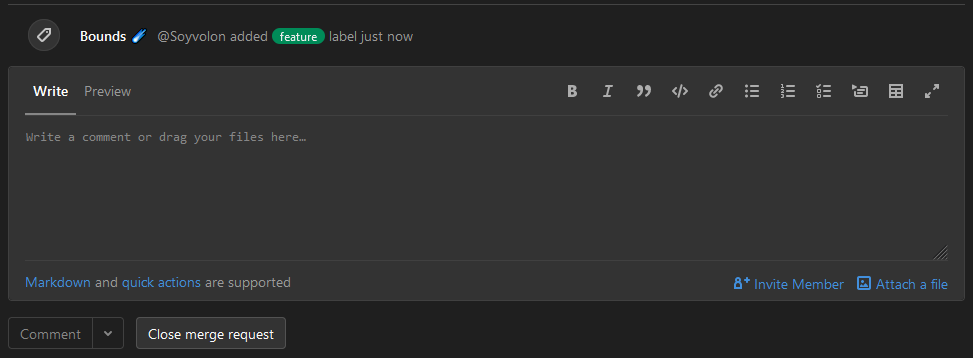 Bounds @Soyvolon added feature label just now
Write Preview
Write a comment or drag your files here…
Markdown and quick actions are supported
Invite Member Attach a file
Comment Close merge request